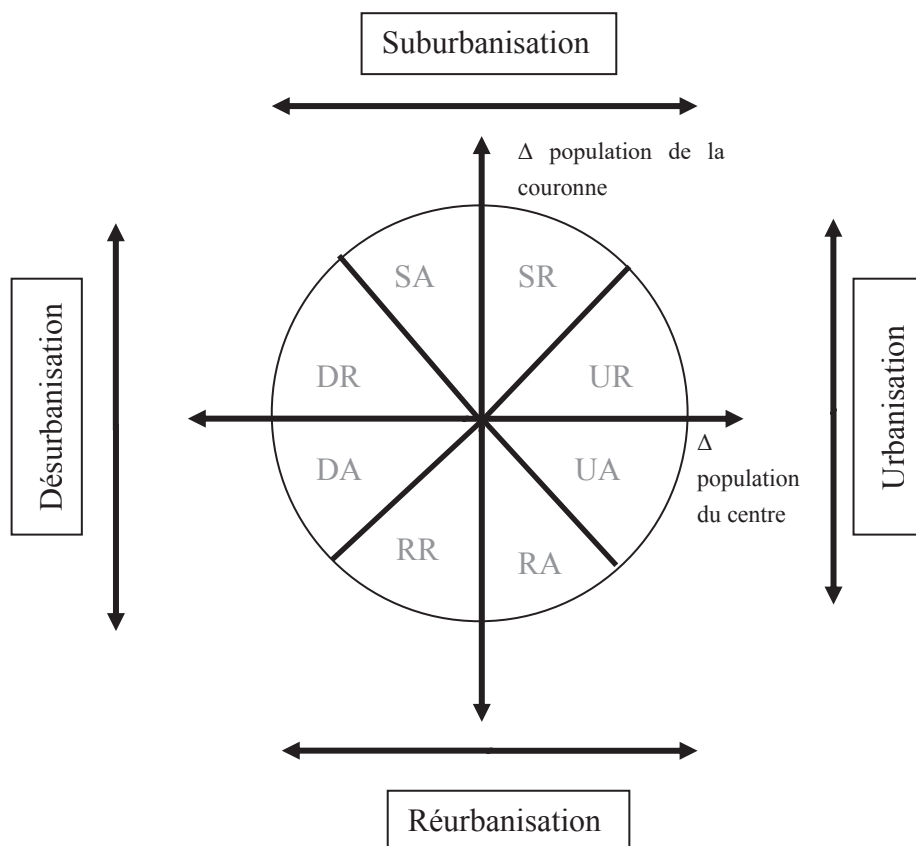 Suburbanisation
Δ population de la
couronne
SA
SR
Désurbanisation
DR
UR
Urbanisation
Δ
population
du centre
DA
UA
RR
RA
Réurbanisation